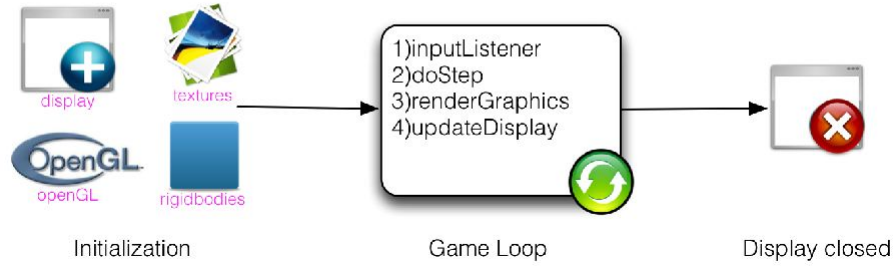 display
textures
OpenGL
openGL
rigidbodies
Initialization
1)inputListener
2)doStep
3)renderGraphics
4)updateDisplay
Game Loop
Display closed